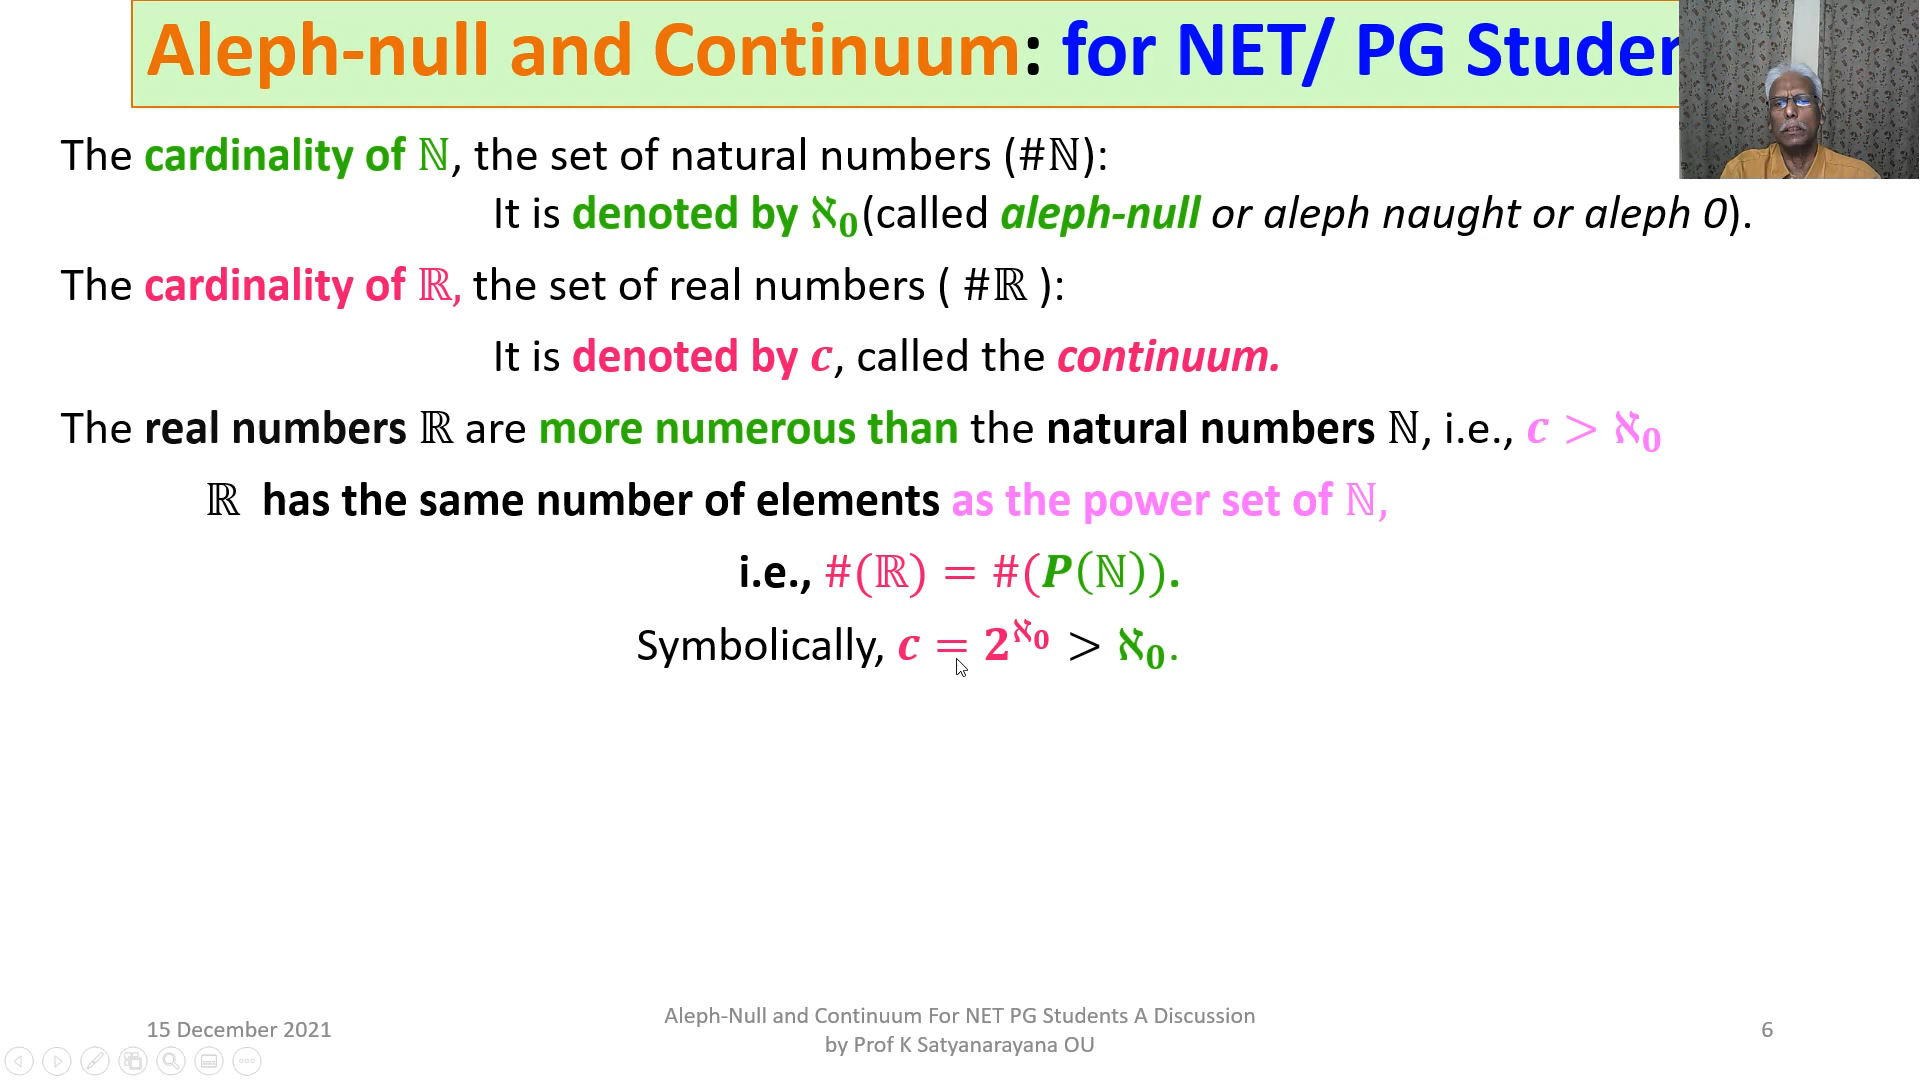 Aleph-null and Continuum: for NET/ PG Studen
The cardinality of ℕ, the set of natural numbers (#ℕ):
It is denoted by ℵ₀(called aleph-null or aleph naught or aleph 0).
The cardinality of ℝ, the set of real numbers ( #ℝ ):
It is denoted by c, called the continuum.
The real numbers ℝ are more numerous than the natural numbers ℕ, i.e., c > ℵ₀
ℝ has the same number of elements as the power set of ℕ,
i.e., #(ℝ) = #(P(ℕ)).
Symbolically, c = 2^ℵ₀ > ℵ₀.
15 December 2021
Aleph-Null and Continuum For NET PG Students A Discussion
by Prof K Satyanarayana OU
6